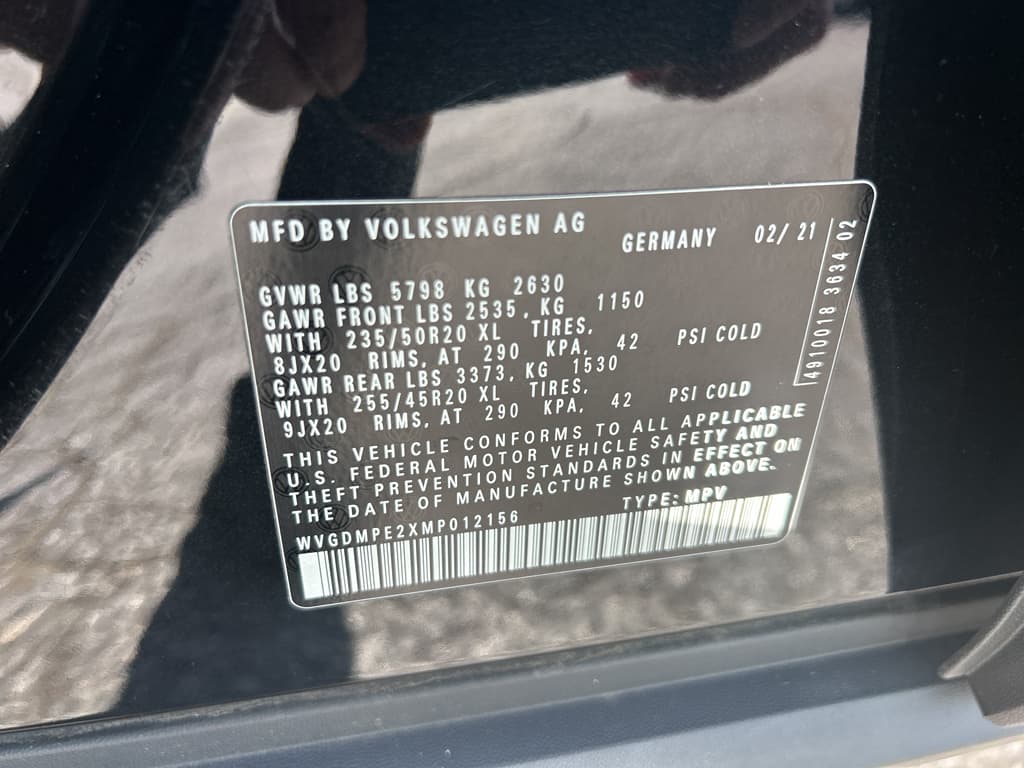 MFD BY VOLKSWAGEN AG GERMANY 02/ 21
GVWR LBS 5798 KG 2630
GAWR FRONT LBS 2535, KG 1150
WITH 235/50R20 XL TIRES,
8JX20 RIMS, AT 290 KPA, 42 PSI COLD
GAWR REAR LBS 3373, KG 1530
WITH 255/45R20 XL TIRES,
9JX20 RIMS, AT 290 KPA, 42 PSI COLD
THIS VEHICLE CONFORMS TO ALL APPLICABLE
U.S. FEDERAL MOTOR VEHICLE SAFETY AND
THEFT PREVENTION STANDARDS IN EFFECT ON
THE DATE OF MANUFACTURE SHOWN ABOVE.
WVGDMPE2XMP012156 TYPE: MPV
4910018 3634 02